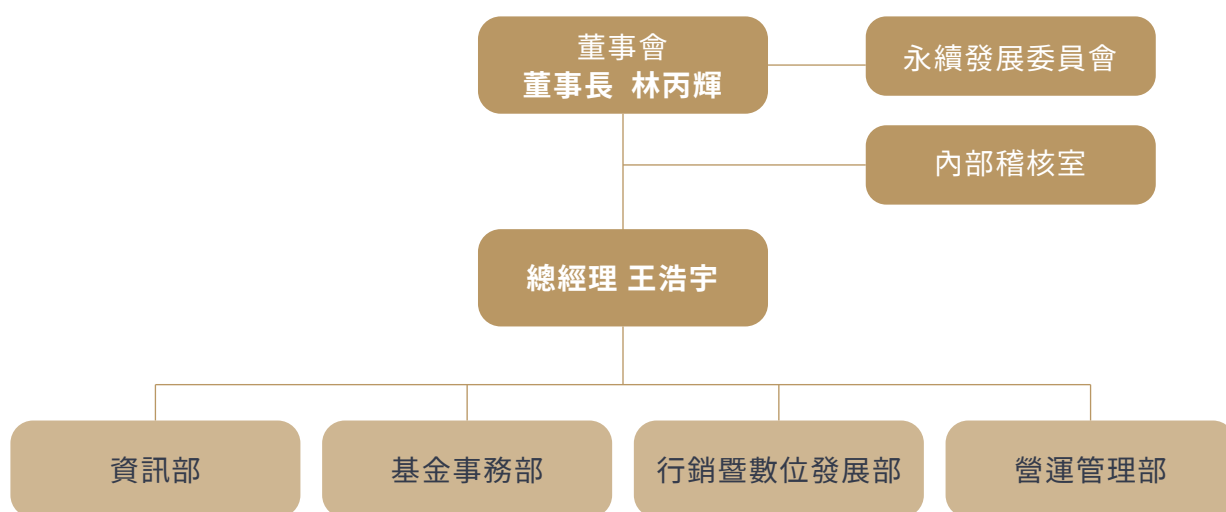 董事會
董事長 林丙輝
永續發展委員會
內部稽核室
總經理 王浩宇
資訊部
基金事務部
行銷暨數位發展部
營運管理部